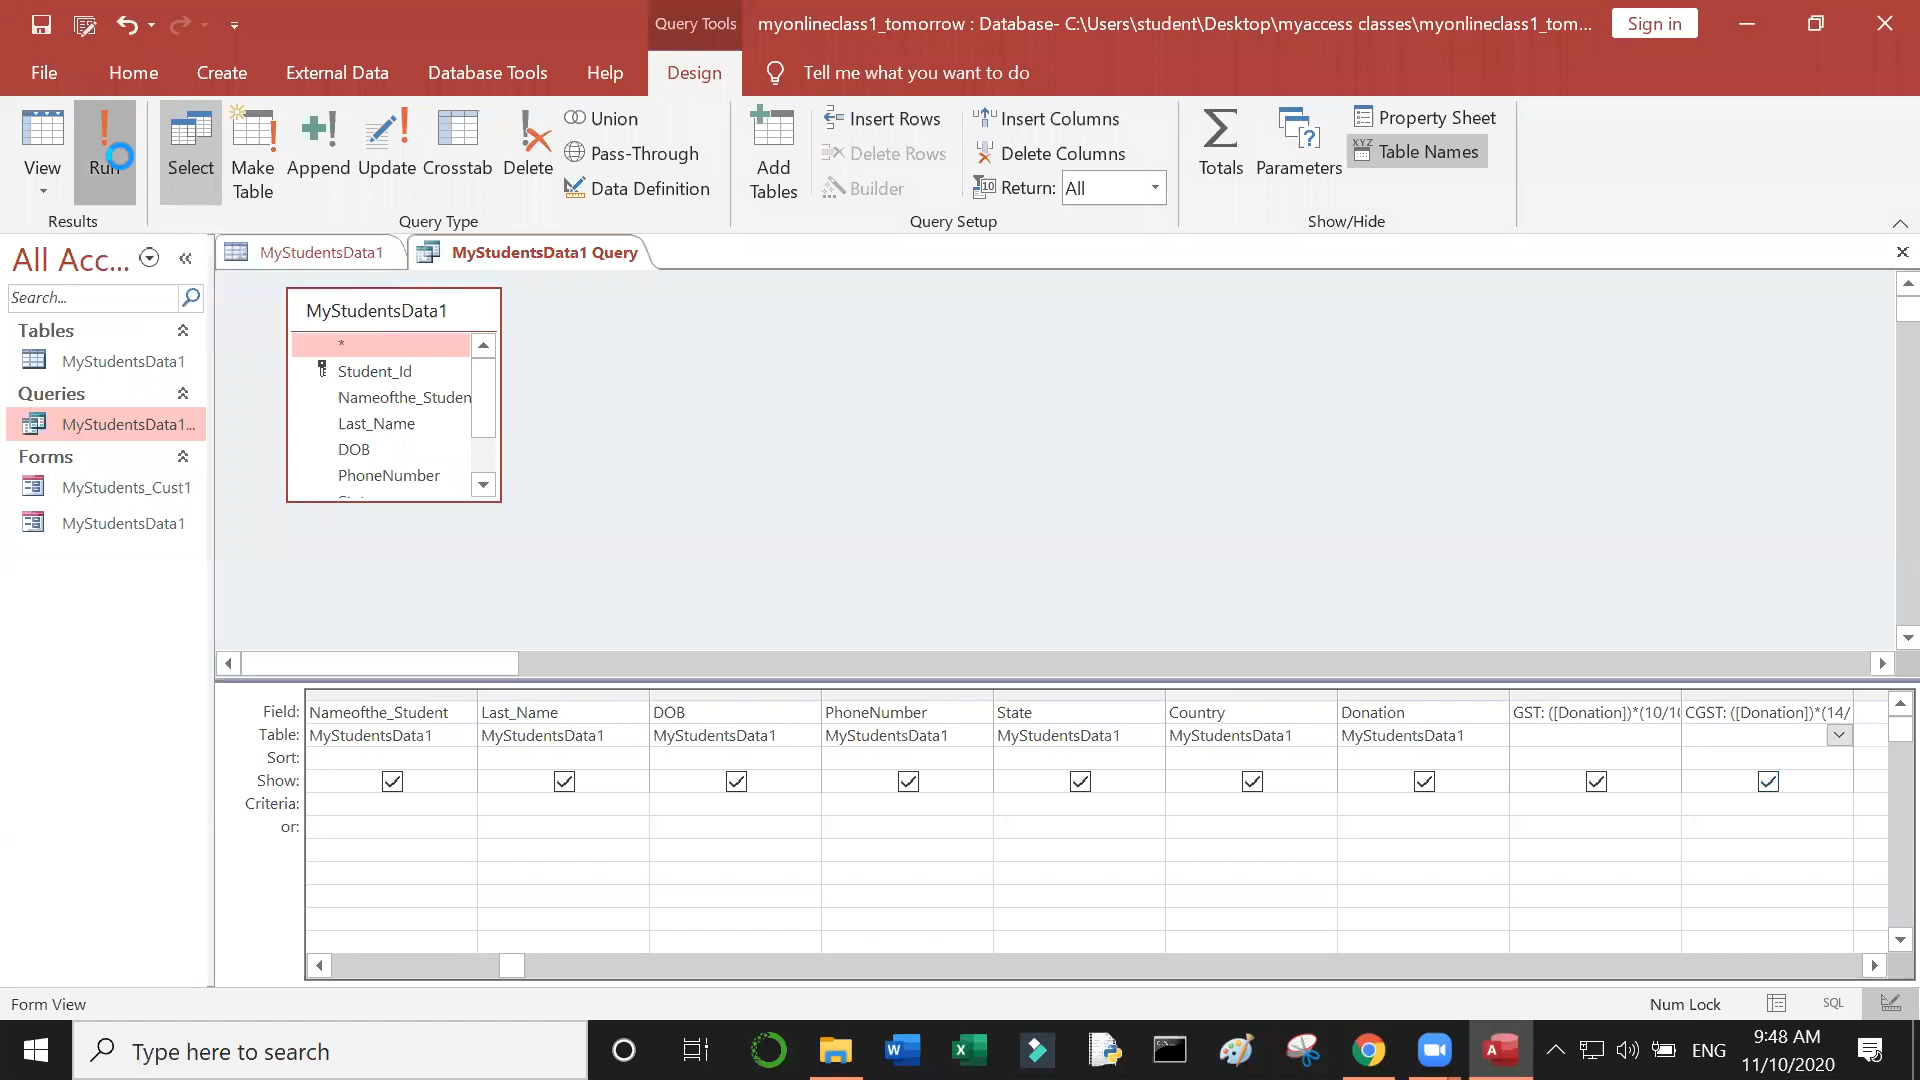 Query Tools
myonlineclass1_tomorrow : Database- C:\Users\student\Desktop\myaccess classes\myonlineclass1_tom...
Sign in
File
Home
Create
External Data
Database Tools
Help
Design
Tell me what you want to do
View
Run
Select
Make Table
Append
Update
Crosstab
Delete
Union
Pass-Through
Data Definition
Add Tables
Insert Rows
Delete Rows
Builder
Insert Columns
Delete Columns
Return: All
Totals
Parameters
Property Sheet
Table Names
Results
Query Type
Query Setup
Show/Hide
All Acc...
MyStudentsData1
MyStudentsData1 Query
Search...
Tables
MyStudentsData1
Queries
MyStudentsData1...
Forms
MyStudents_Cust1
MyStudentsData1
MyStudentsData1
*
Student_Id
Nameofthe_Studen
Last_Name
DOB
PhoneNumber
Field: Nameofthe_Student Last_Name DOB PhoneNumber State Country Donation GST: ([Donation])*(10/10 CGST: ([Donation])*(14/
Table: MyStudentsData1 MyStudentsData1 MyStudentsData1 MyStudentsData1 MyStudentsData1 MyStudentsData1 MyStudentsData1
Sort:
Show:
Criteria:
or:
Form View
Num Lock
SQL
Type here to search
ENG
9:48 AM
11/10/2020